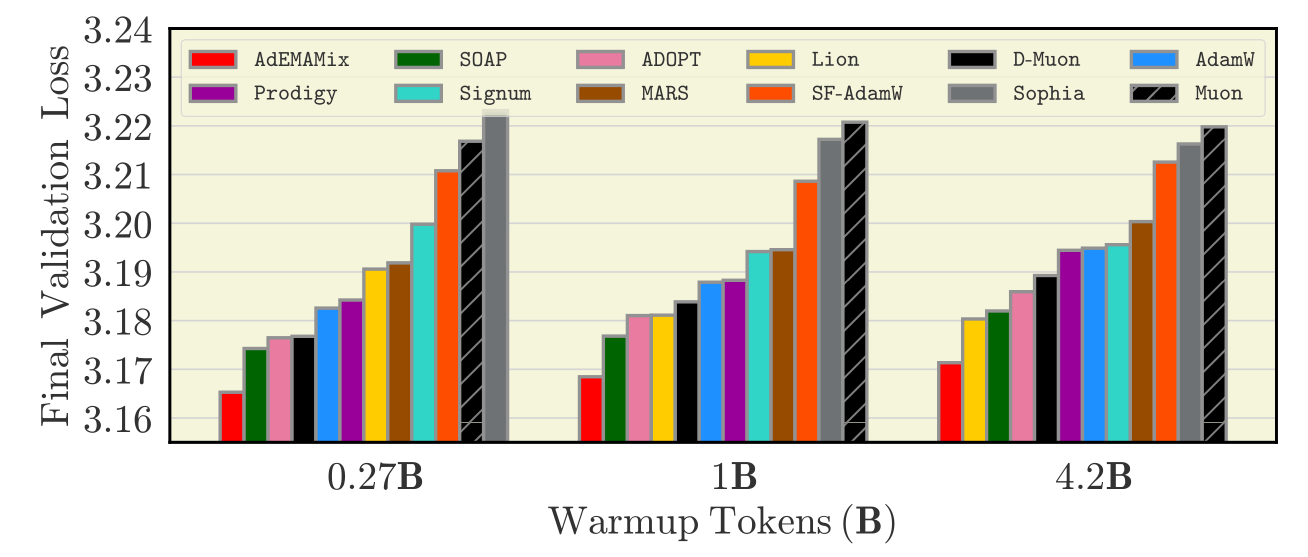 Final Validation Loss
3.24
3.23
3.22
3.21
3.20
3.19
3.18
3.17
3.16
AdEMAMix SOAP ADOPT Lion D-Muon AdamW
Prodigy Signum MARS SF-AdamW Sophia Muon
0.27B 1B 4.2B
Warmup Tokens (B)